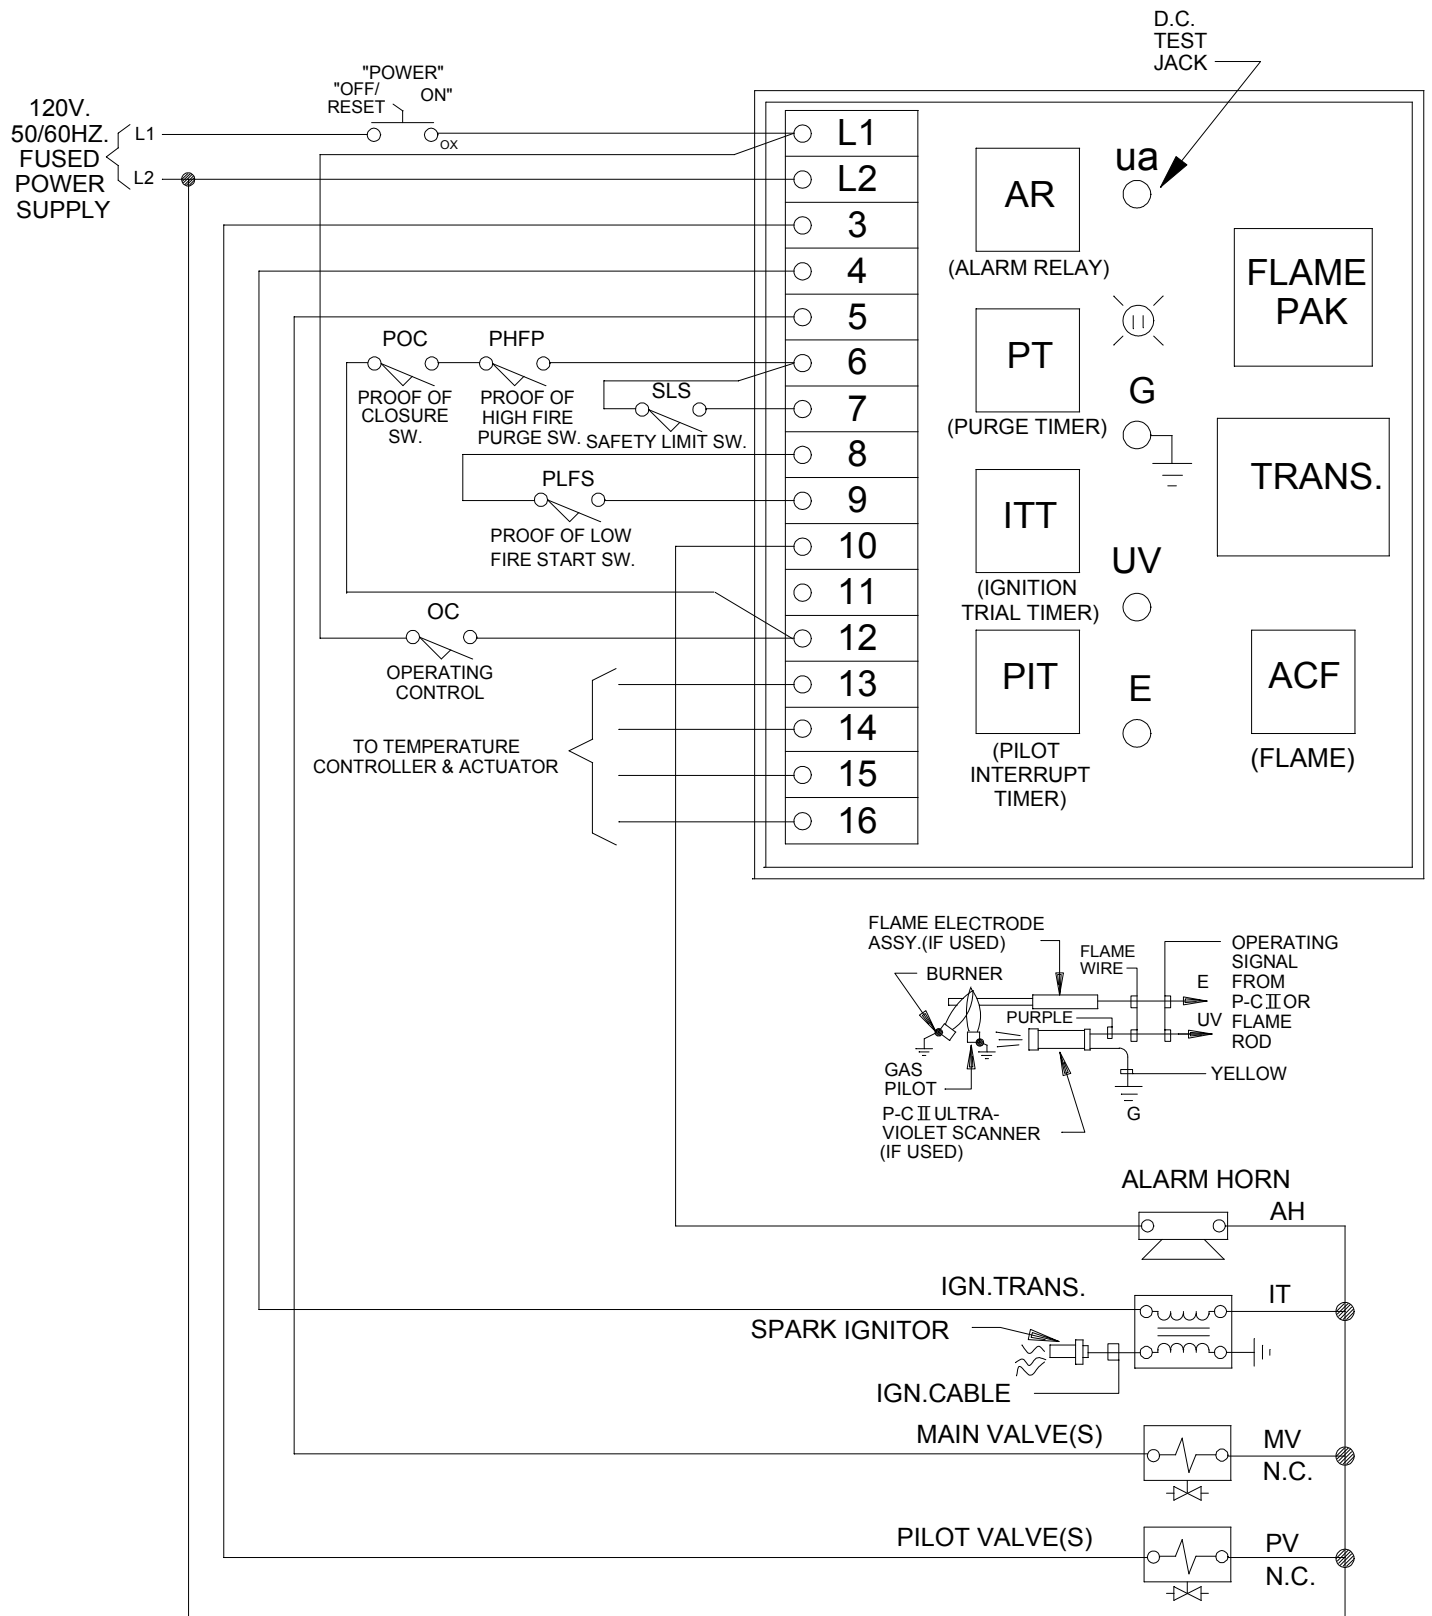 D.C.
TEST
JACK
"POWER"
"OFF/
RESET
ON"
OX
120V.
50/60HZ.
FUSED
POWER
SUPPLY
L1
L2
L1
L2
3
4
5
6
7
8
9
10
11
12
13
14
15
16
POC
PROOF OF
CLOSURE
SW.
PHFP
PROOF OF
HIGH FIRE
PURGE SW.
SLS
SAFETY LIMIT SW.
PLFS
PROOF OF LOW
FIRE START SW.
OC
OPERATING
CONTROL
TO TEMPERATURE
CONTROLLER & ACTUATOR
AR
(ALARM RELAY)
PT
(PURGE TIMER)
ITT
(IGNITION
TRIAL TIMER)
PIT
(PILOT
INTERRUPT
TIMER)
ua
G
UV
E
FLAME
PAK
TRANS.
ACF
(FLAME)
FLAME ELECTRODE
ASSY.(IF USED)
BURNER
FLAME
WIRE
OPERATING
SIGNAL
FROM
P-C II OR
FLAME
ROD
E
UV
PURPLE
GAS
PILOT
YELLOW
G
P-C II ULTRA-
VIOLET SCANNER
(IF USED)
ALARM HORN
AH
IGN.TRANS.
IT
SPARK IGNITOR
IGN.CABLE
MAIN VALVE(S)
MV
N.C.
PILOT VALVE(S)
PV
N.C.